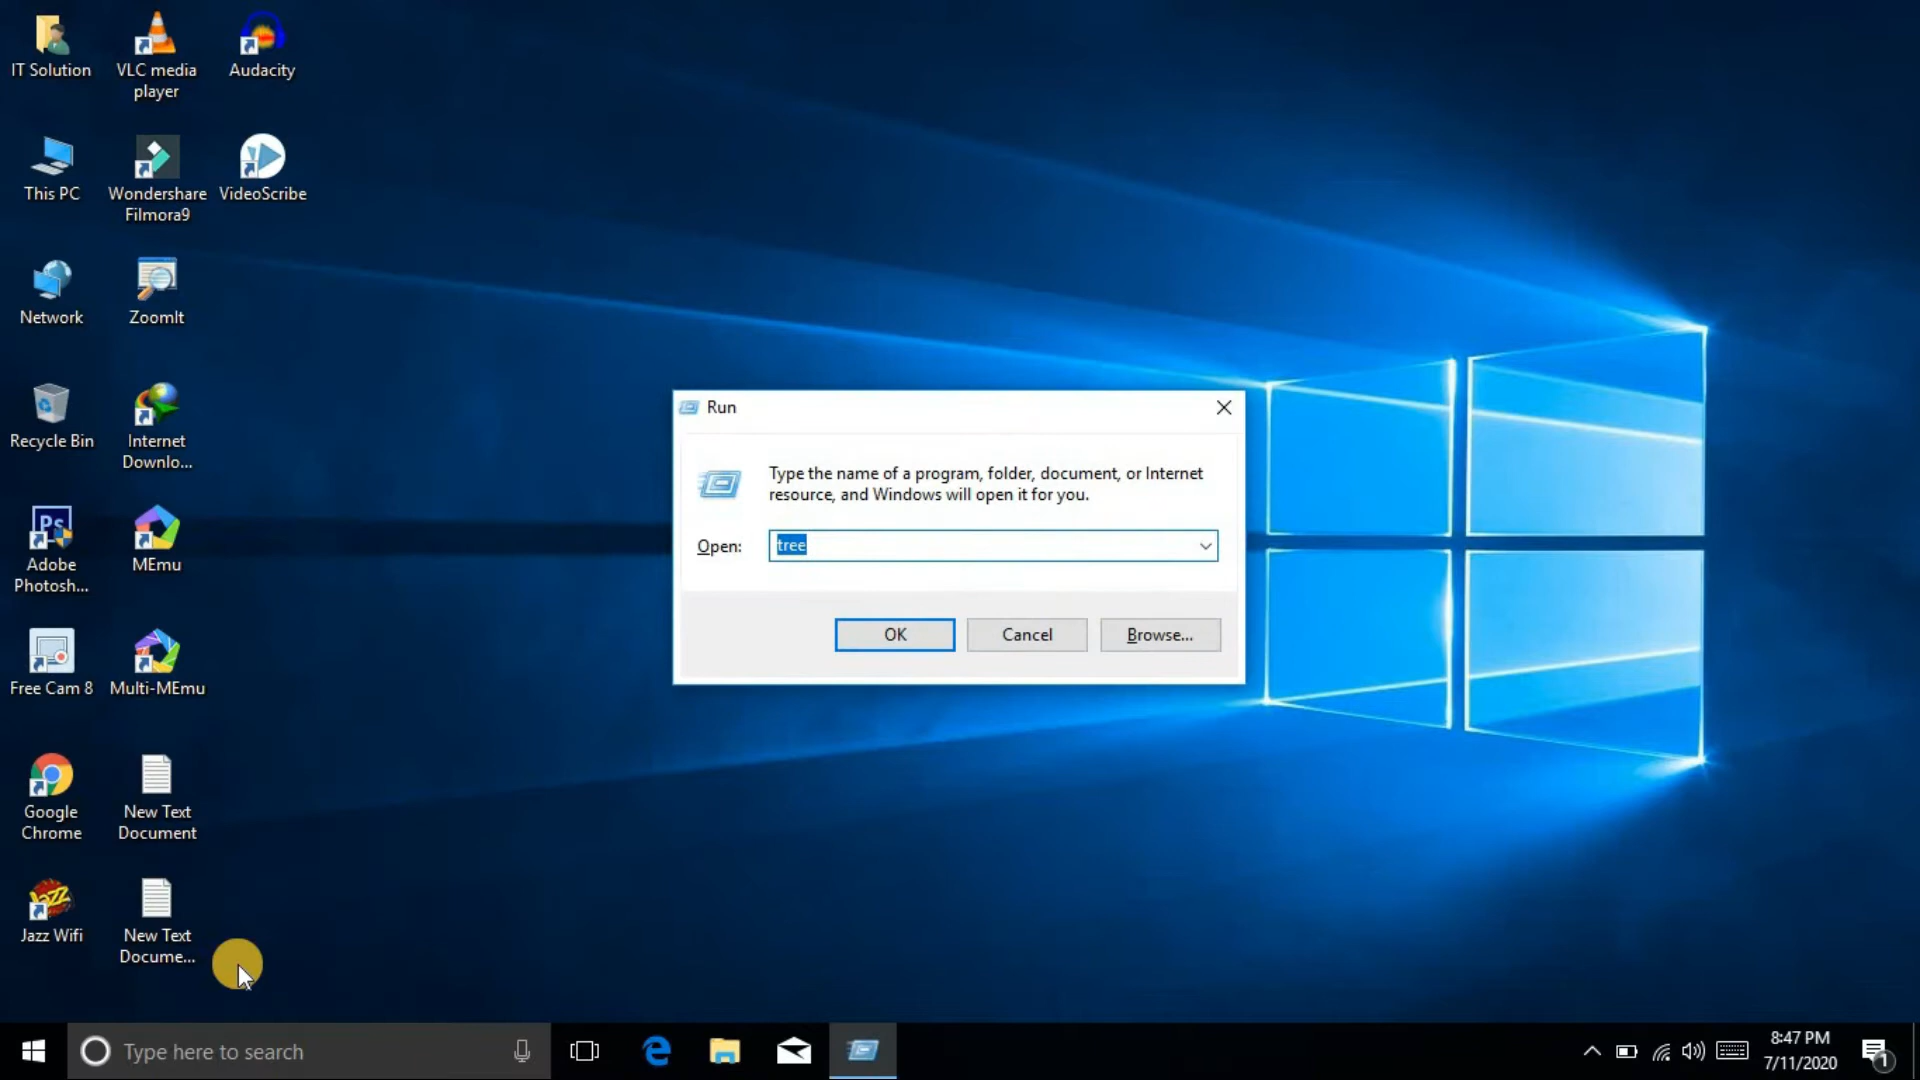 IT Solution
VLC media
player
Audacity
This PC
Wondershare
Filmora9
VideoScribe
Network
ZoomIt
Recycle Bin
Internet
Downlo...
Ps
Adobe
Photosh...
MEmu
Free Cam 8
Multi-MEmu
Google
Chrome
New Text
Document
Jazz
Jazz Wifi
New Text
Docume...
Run
Type the name of a program, folder, document, or Internet
resource, and Windows will open it for you.
Open:
tree
OK
Cancel
Browse...
Type here to search
8:47 PM
7/11/2020
1